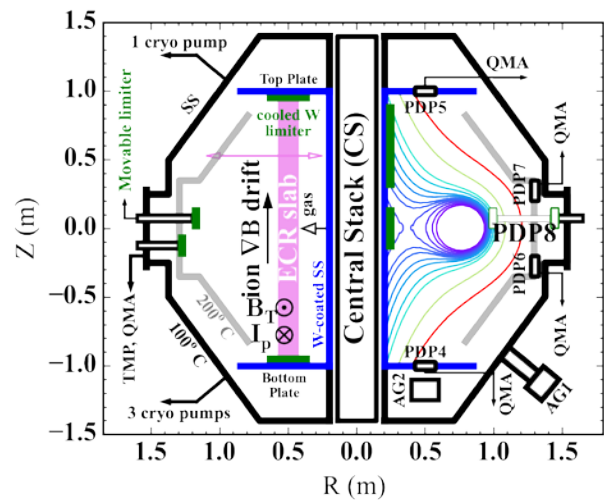 1 cryo pump
SS
Top Plate
cooled W
limiter
Movable limiter
ion ∇B drift
ECR slab
gas
Central Stack (CS)
W-coated SS
B_T
I_p
200°C
100° C
TMP, QMA
Bottom
Plate
3 cryo pumps
QMA
PDP5
QMA
PDP7
PDP8
PDP6
QMA
PDP4
AG2
QMA
AG1
Z (m)
1.5
1.0
0.5
0.0
−0.5
−1.0
−1.5
1.5 1.0 0.5 0.0 0.5 1.0 1.5
R (m)